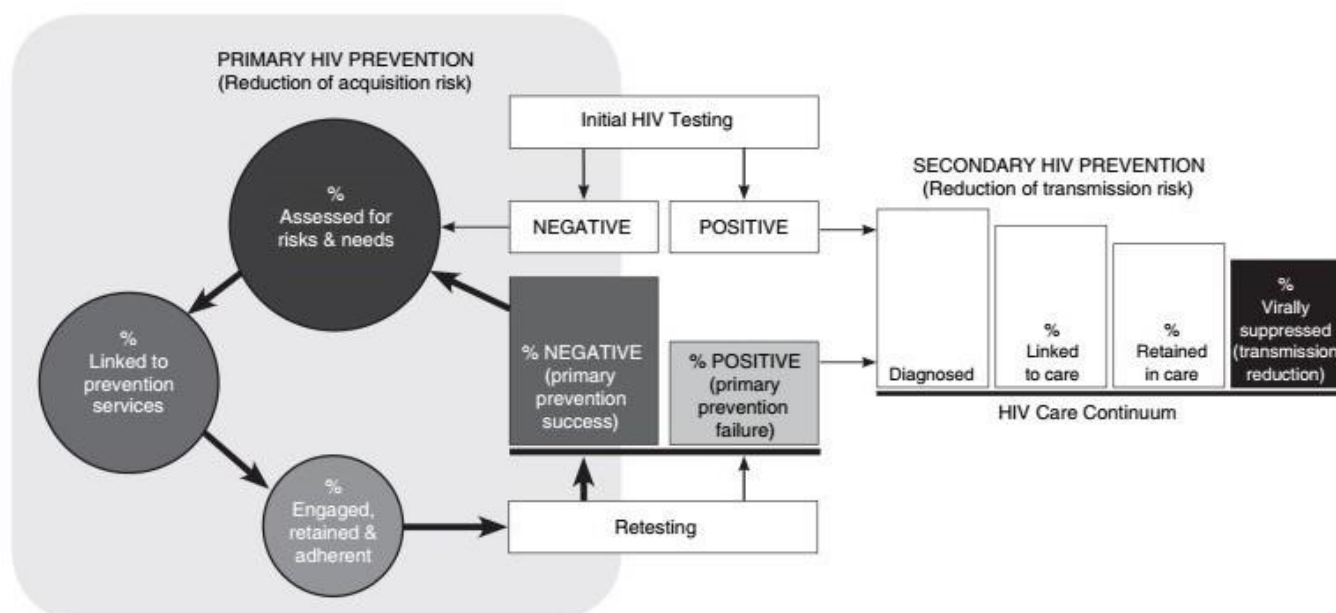 PRIMARY HIV PREVENTION
(Reduction of acquisition risk)
Initial HIV Testing
NEGATIVE
POSITIVE
%
Assessed for
risks & needs
%
Linked to
prevention
services
%
Engaged,
retained &
adherent
Retesting
% NEGATIVE
(primary
prevention
success)
% POSITIVE
(primary
prevention
failure)
SECONDARY HIV PREVENTION
(Reduction of transmission risk)
Diagnosed
%
Linked
to care
%
Retained
in care
%
Virally
suppressed
(transmission
reduction)
HIV Care Continuum